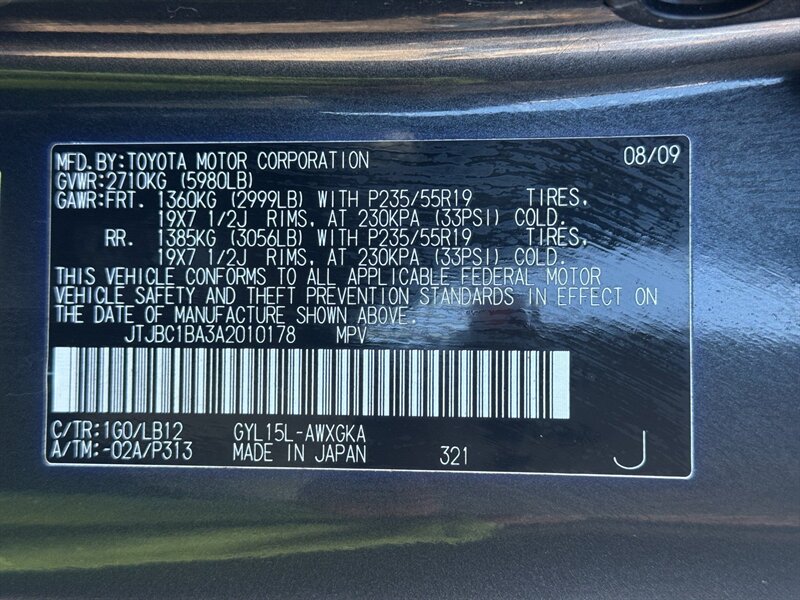 MFD.BY:TOYOTA MOTOR CORPORATION 08/09
GVWR:2710KG (5980LB)
GAWR:FRT. 1360KG (2999LB) WITH P235/55R19 TIRES,
19X7 1/2J RIMS, AT 230KPA (33PSI) COLD.
RR. 1385KG (3056LB) WITH P235/55R19 TIRES,
19X7 1/2J RIMS, AT 230KPA (33PSI) COLD.
THIS VEHICLE CONFORMS TO ALL APPLICABLE FEDERAL MOTOR
VEHICLE SAFETY AND THEFT PREVENTION STANDARDS IN EFFECT ON
THE DATE OF MANUFACTURE SHOWN ABOVE.
JTJBC1BA3A2010178 MPV
C/TR:1G0/LB12 GYL15L-AWXGKA
A/TM:-02A/P313 MADE IN JAPAN 321 J